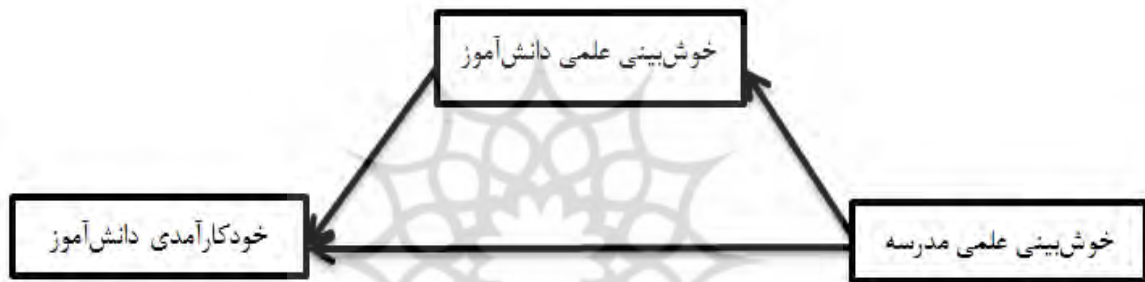 خوش‌بینی علمی دانش‌آموز
خوش‌بینی علمی مدرسه
خودکارآمدی دانش‌آموز